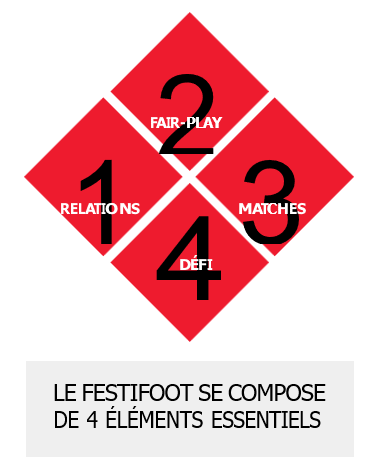 2
FAIR-PLAY
1
RELATIONS
3
MATCHES
4
DÉFI
LE FESTIFOOT SE COMPOSE
DE 4 ÉLÉMENTS ESSENTIELS